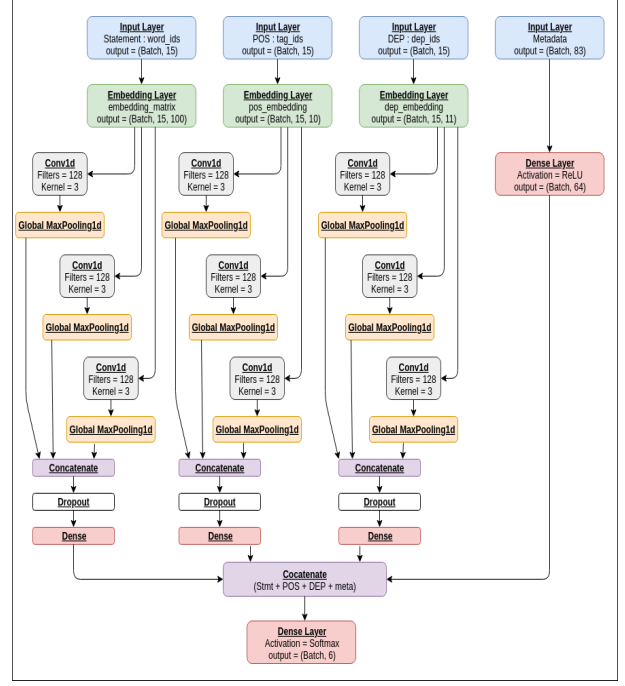 Input Layer
Statement : word_ids
output = (Batch, 15)
Input Layer
POS : tag_ids
output = (Batch, 15)
Input Layer
DEP : dep_ids
output = (Batch, 15)
Input Layer
Metadata
output = (Batch, 83)
Embedding Layer
embedding_matrix
output = (Batch, 15, 100)
Embedding Layer
pos_embedding
output = (Batch, 15, 10)
Embedding Layer
dep_embedding
output = (Batch, 15, 11)
Conv1d
Filters = 128
Kernel = 3
Conv1d
Filters = 128
Kernel = 3
Conv1d
Filters = 128
Kernel = 3
Dense Layer
Activation = ReLU
output = (Batch, 64)
Global MaxPooling1d
Global MaxPooling1d
Global MaxPooling1d
Conv1d
Filters = 128
Kernel = 3
Conv1d
Filters = 128
Kernel = 3
Conv1d
Filters = 128
Kernel = 3
Global MaxPooling1d
Global MaxPooling1d
Global MaxPooling1d
Conv1d
Filters = 128
Kernel = 3
Conv1d
Filters = 128
Kernel = 3
Conv1d
Filters = 128
Kernel = 3
Global MaxPooling1d
Global MaxPooling1d
Global MaxPooling1d
Concatenate
Concatenate
Concatenate
Dropout
Dropout
Dropout
Dense
Dense
Dense
Cocatenate
(Stmt + POS + DEP + meta)
Dense Layer
Activation = Softmax
output = (Batch, 6)